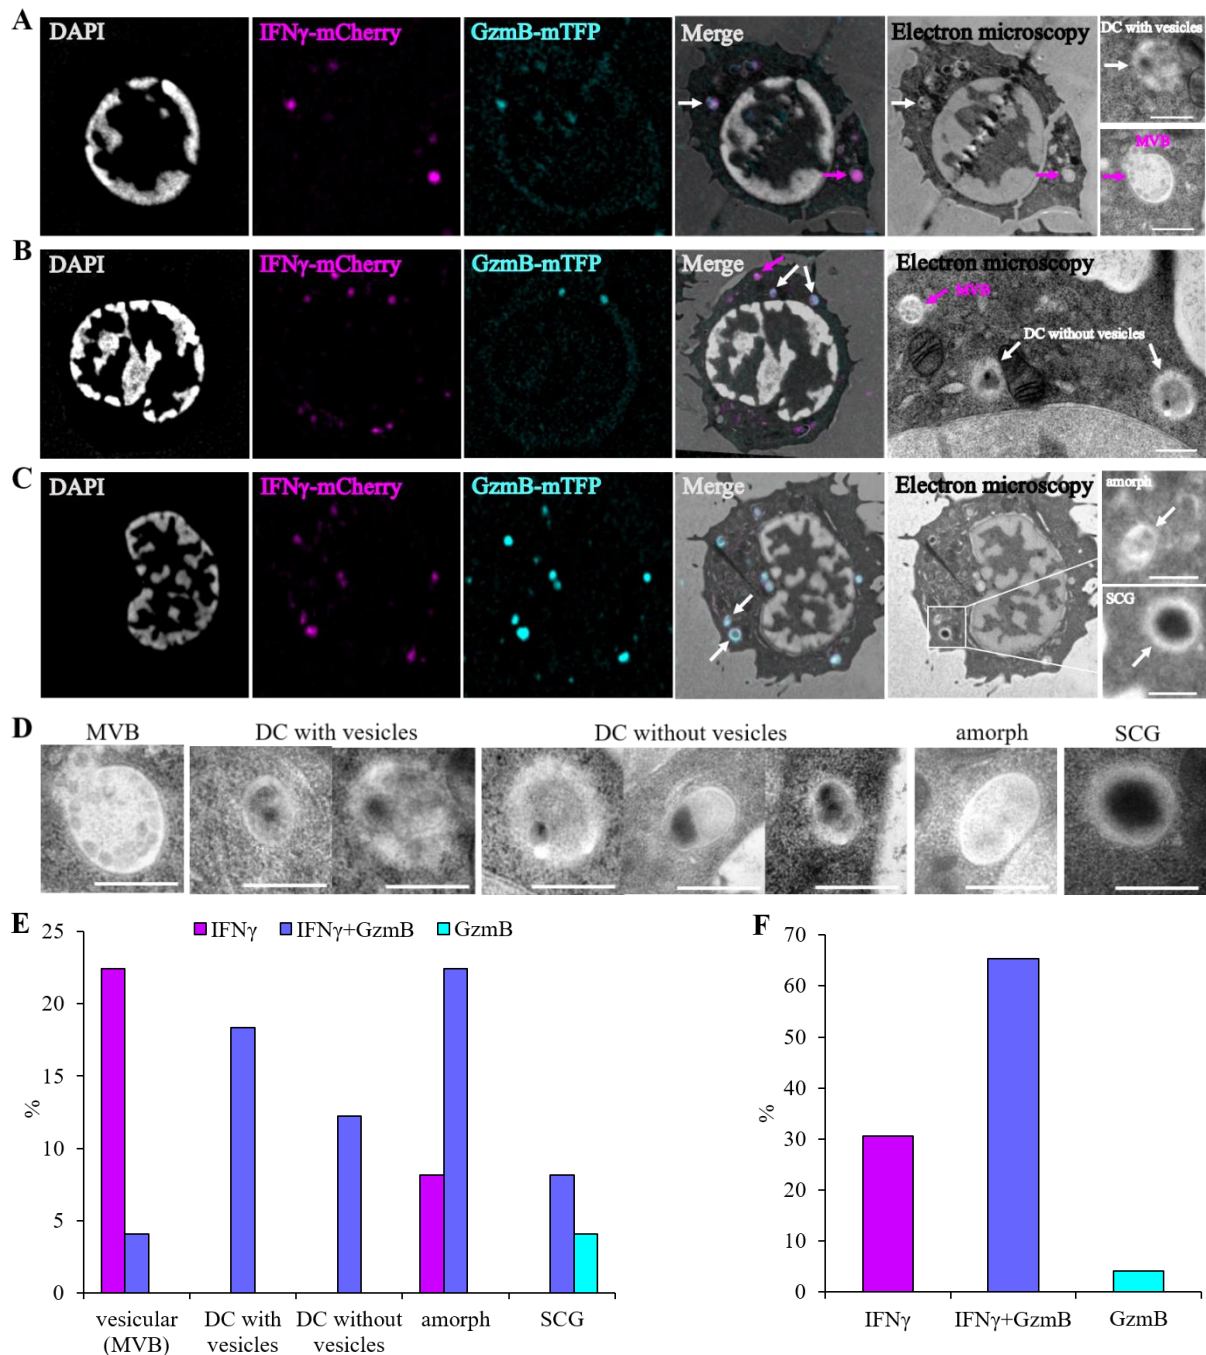 A
DAPI
IFNγ-mCherry
GzmB-mTFP
Merge
Electron microscopy
DC with vesicles
MVB
B
DAPI
IFNγ-mCherry
GzmB-mTFP
Merge
Electron microscopy
MVB
DC without vesicles
C
DAPI
IFNγ-mCherry
GzmB-mTFP
Merge
Electron microscopy
amorph
SCG
D
MVB
DC with vesicles
DC without vesicles
amorph
SCG
E
IFNγ
IFNγ+GzmB
GzmB
25
20
15
10
5
0
%
vesicular
(MVB)
DC with
vesicles
DC without
vesicles
amorph
SCG
F
70
60
50
40
30
20
10
0
%
IFNγ
IFNγ+GzmB
GzmB